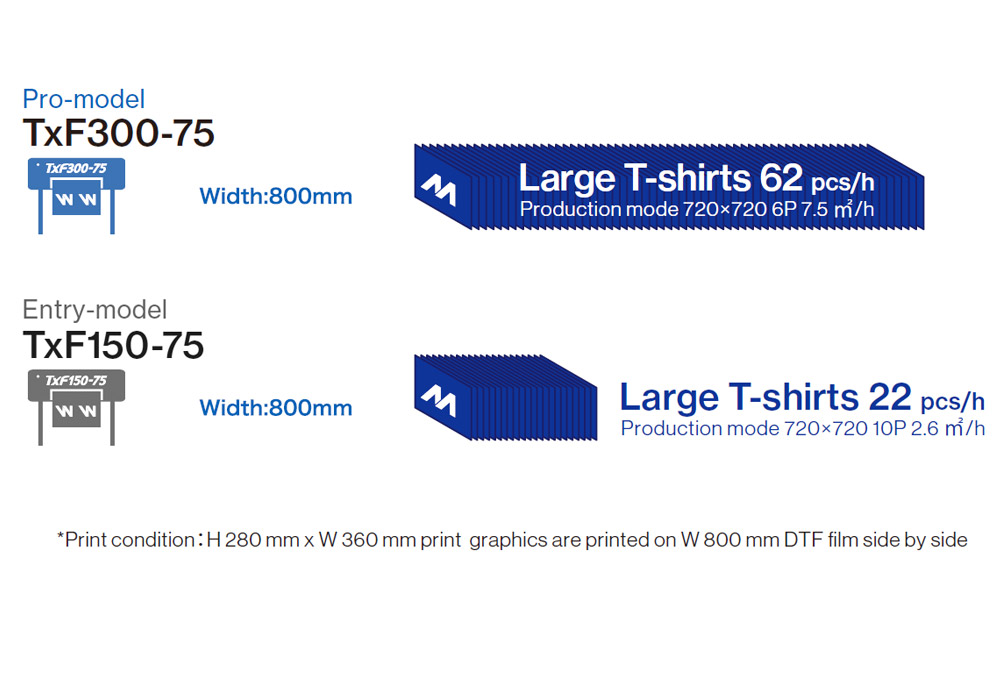 Pro-model
TxF300-75
TxF300-75
W W
Width:800mm
Large T-shirts 62 pcs/h
Production mode 720×720 6P 7.5 ㎡/h
Entry-model
TxF150-75
TxF150-75
W W
Width:800mm
Large T-shirts 22 pcs/h
Production mode 720×720 10P 2.6 ㎡/h
*Print condition：H 280 mm x W 360 mm print graphics are printed on W 800 mm DTF film side by side